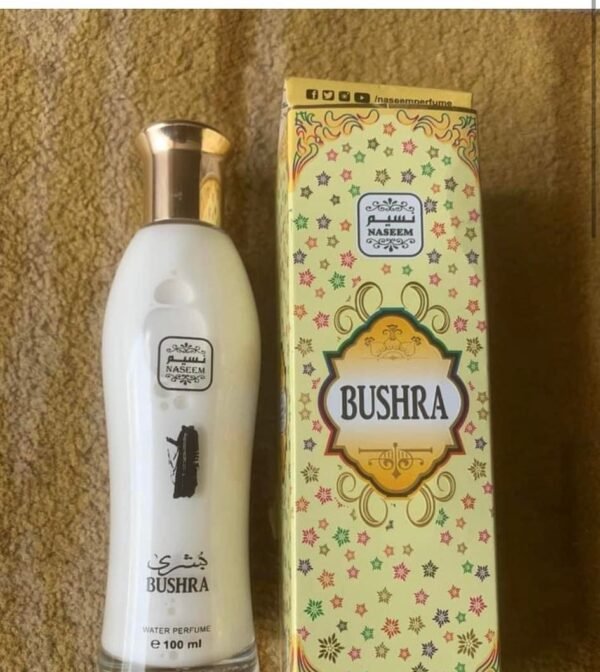 نسيم
NASEEM
بشرى
BUSHRA
WATER PERFUME
e 100 ml
/naseemperfume
نسيم
NASEEM
BUSHRA